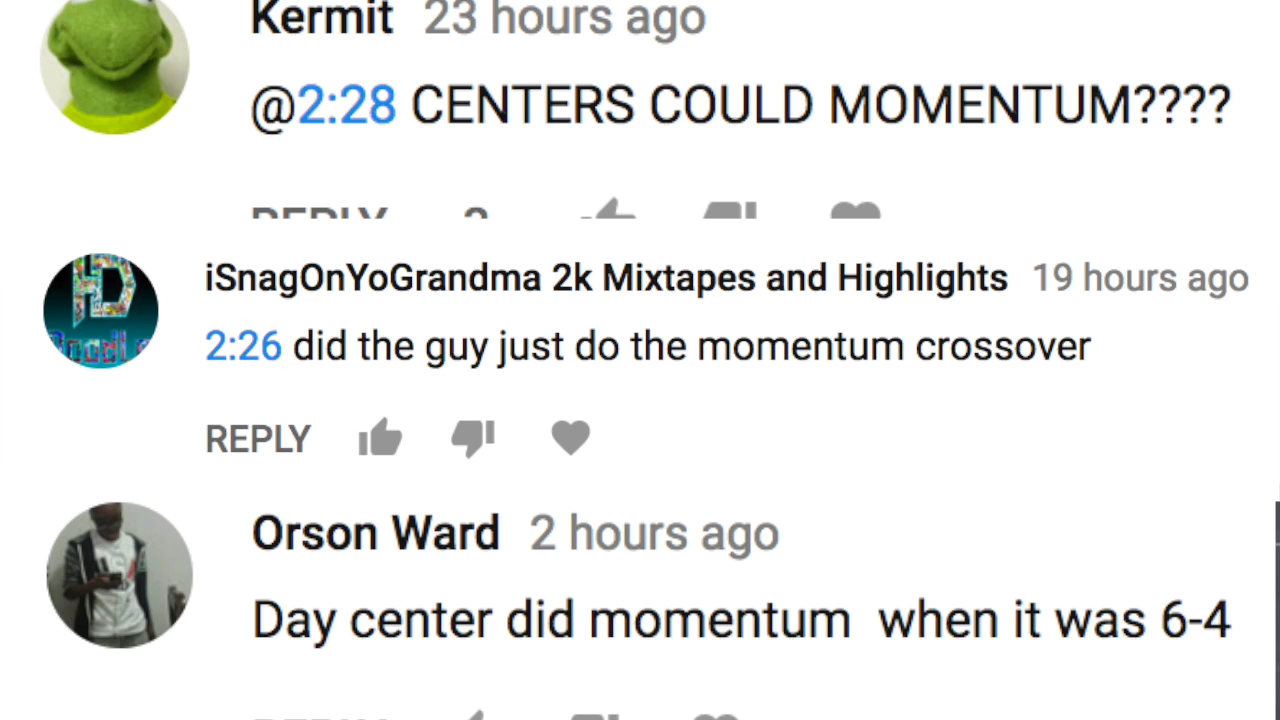 Kermit 23 hours ago
@2:28 CENTERS COULD MOMENTUM????
REPLY
iSnagOnYoGrandma 2k Mixtapes and Highlights 19 hours ago
2:26 did the guy just do the momentum crossover
REPLY
Orson Ward 2 hours ago
Day center did momentum when it was 6-4